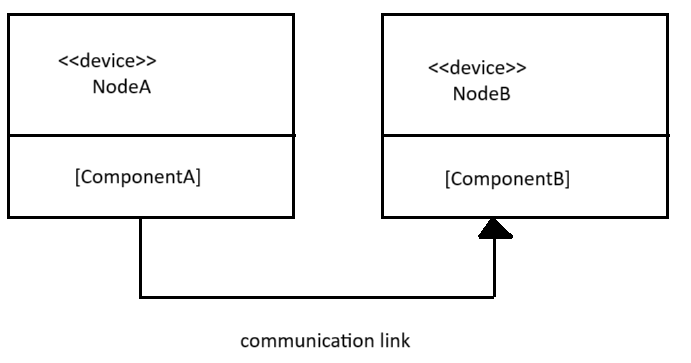 <<device>>
NodeA
[ComponentA]
<<device>>
NodeB
[ComponentB]
communication link